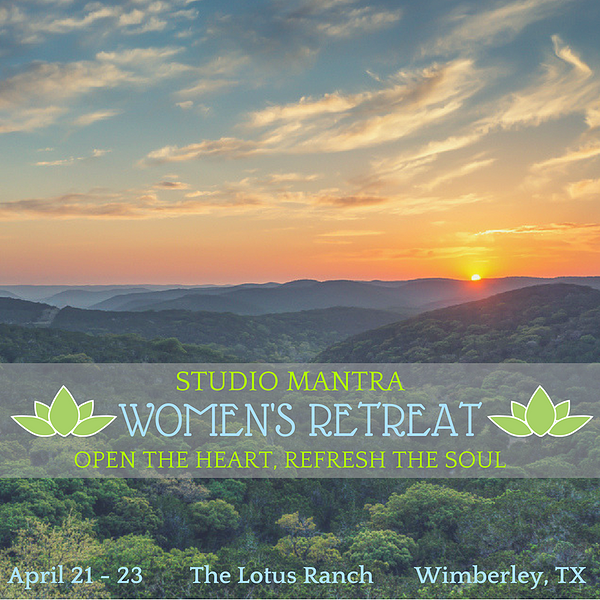 STUDIO MANTRA
WOMEN'S RETREAT
OPEN THE HEART, REFRESH THE SOUL
April 21 - 23 The Lotus Ranch Wimberley, TX